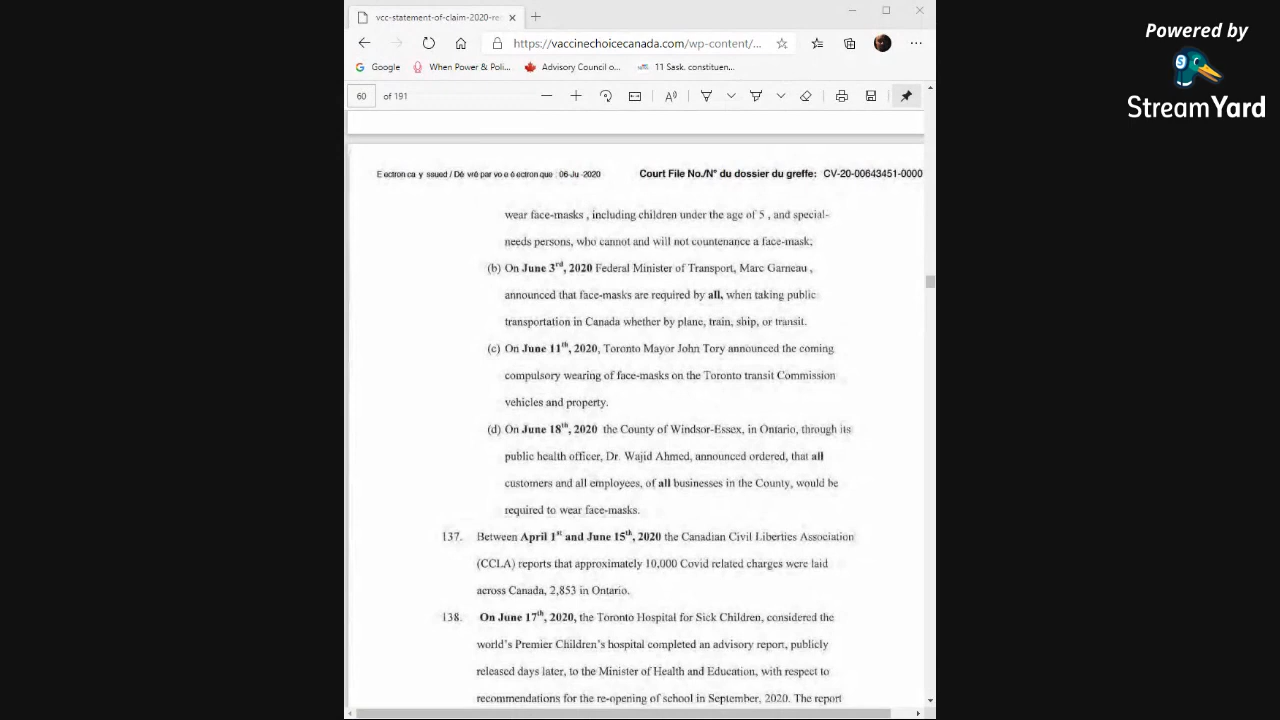 vcc-statement-of-claim-2020-re
https://vaccinechoicecanada.com/wp-content/...
Google
When Power & Poli...
Advisory Council o...
11 Sask. constituen...
60 of 191
E ectron ca y ssued / Dé vré par vo e é ectron que : 06-Ju -2020
Court File No./N° du dossier du greffe: CV-20-00643451-0000
wear face-masks , including children under the age of 5 , and special-
needs persons, who cannot and will not countenance a face-mask;
(b) On June 3rd, 2020 Federal Minister of Transport, Marc Garneau ,
announced that face-masks are required by all, when taking public
transportation in Canada whether by plane, train, ship, or transit.
(c) On June 11th, 2020, Toronto Mayor John Tory announced the coming
compulsory wearing of face-masks on the Toronto transit Commission
vehicles and property.
(d) On June 18th, 2020 the County of Windsor-Essex, in Ontario, through its
public health officer, Dr. Wajid Ahmed, announced ordered, that all
customers and all employees, of all businesses in the County, would be
required to wear face-masks.
137. Between April 1st and June 15th, 2020 the Canadian Civil Liberties Association
(CCLA) reports that approximately 10,000 Covid related charges were laid
across Canada, 2,853 in Ontario.
138. On June 17th, 2020, the Toronto Hospital for Sick Children, considered the
world's Premier Children's hospital completed an advisory report, publicly
released days later, to the Minister of Health and Education, with respect to
recommendations for the re-opening of school in September, 2020. The report
Powered by
StreamYard